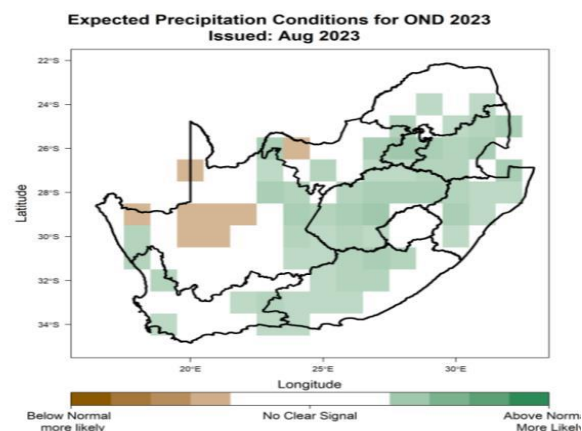 Expected Precipitation Conditions for OND 2023
Issued: Aug 2023
22°S
24°S
26°S
28°S
30°S
32°S
34°S
Latitude
20°E
25°E
30°E
Longitude
Below Normal
more likely
No Clear Signal
Above Norma
More Likely